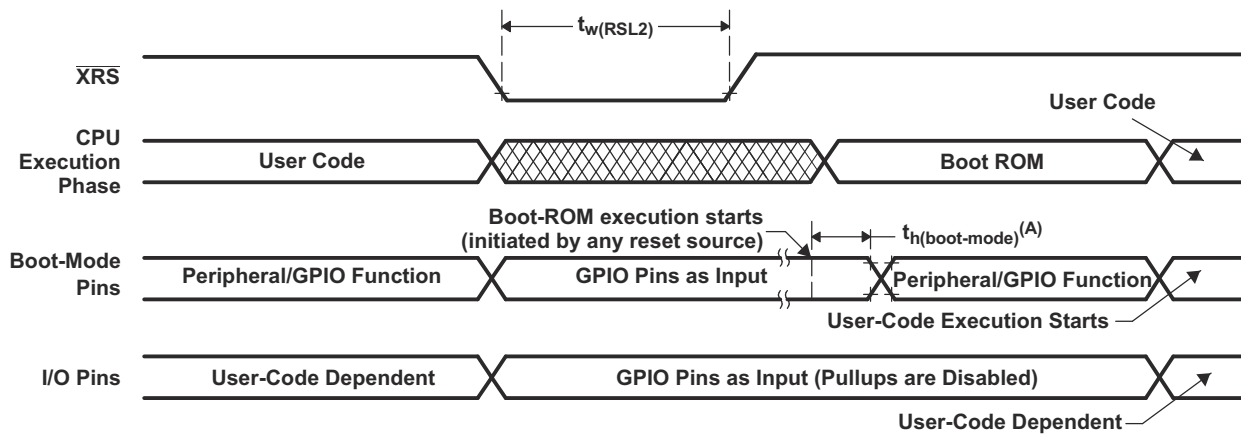 tw(RSL2)
XRS
User Code
CPU
Execution
Phase
User Code
Boot ROM
Boot-ROM execution starts
(initiated by any reset source)
th(boot-mode)(A)
Boot-Mode
Pins
Peripheral/GPIO Function
GPIO Pins as Input
Peripheral/GPIO Function
User-Code Execution Starts
I/O Pins
User-Code Dependent
GPIO Pins as Input (Pullups are Disabled)
User-Code Dependent